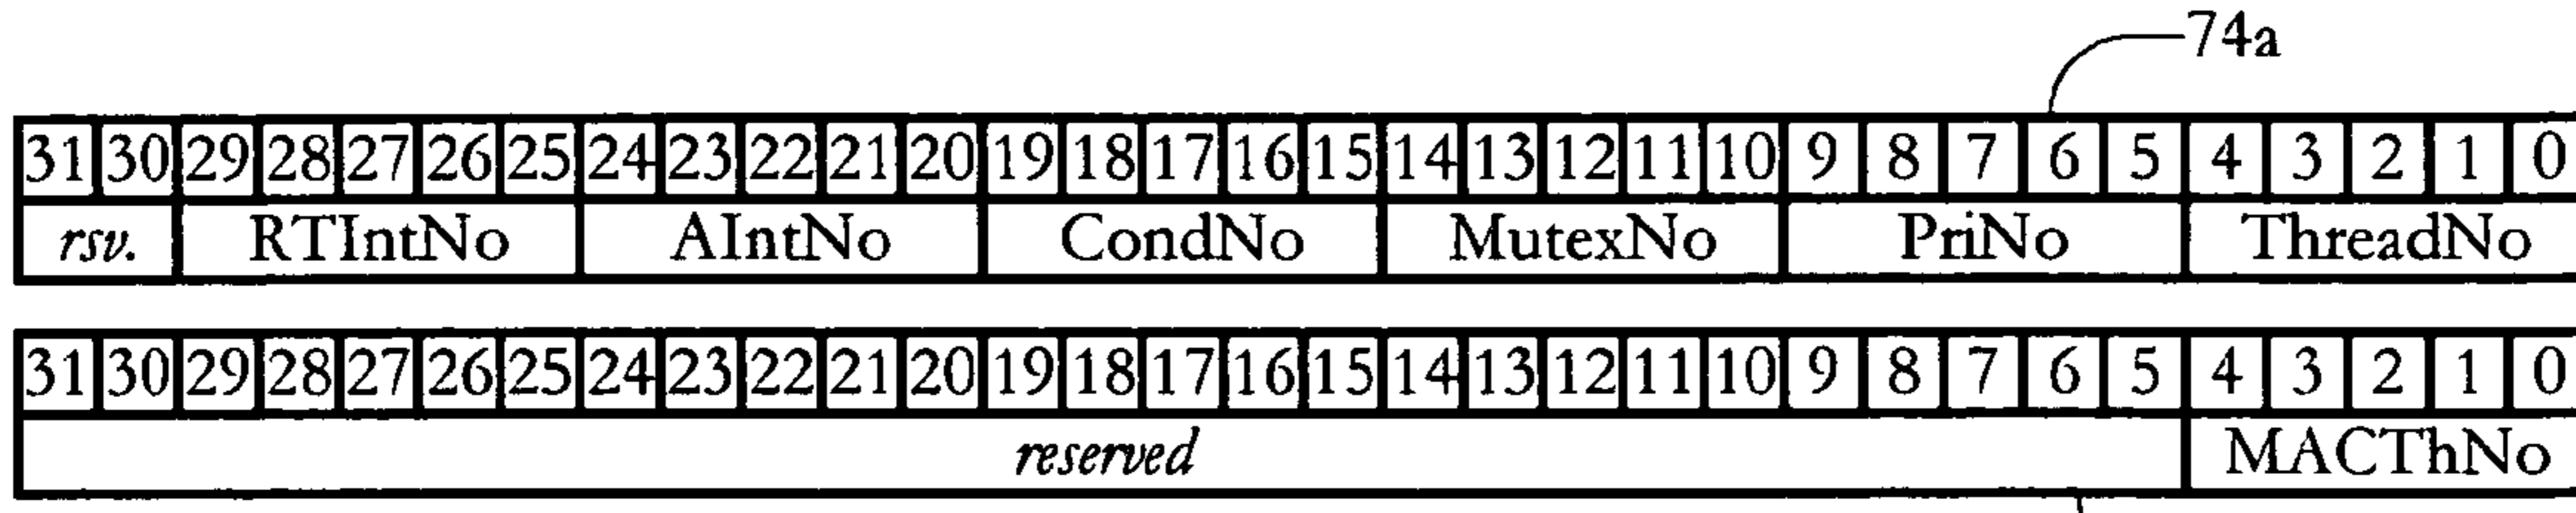 74a
31 30 29 28 27 26 25 24 23 22 21 20 19 18 17 16 15 14 13 12 11 10 9 8 7 6 5 4 3 2 1 0
rsv. RTIntNo AIntNo CondNo MutexNo PriNo ThreadNo
31 30 29 28 27 26 25 24 23 22 21 20 19 18 17 16 15 14 13 12 11 10 9 8 7 6 5 4 3 2 1 0
reserved MACThNo